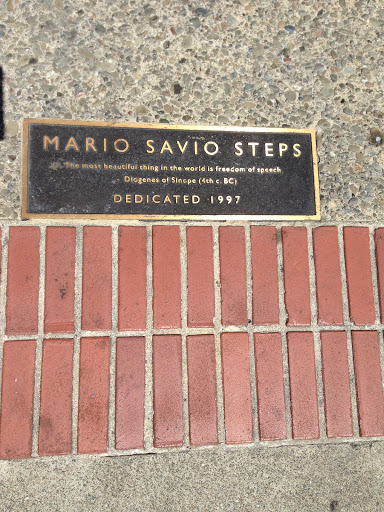 MARIO SAVIO STEPS
The most beautiful thing in the world is freedom of speech
Diogenes of Sinope (4th c. BC)
DEDICATED 1997